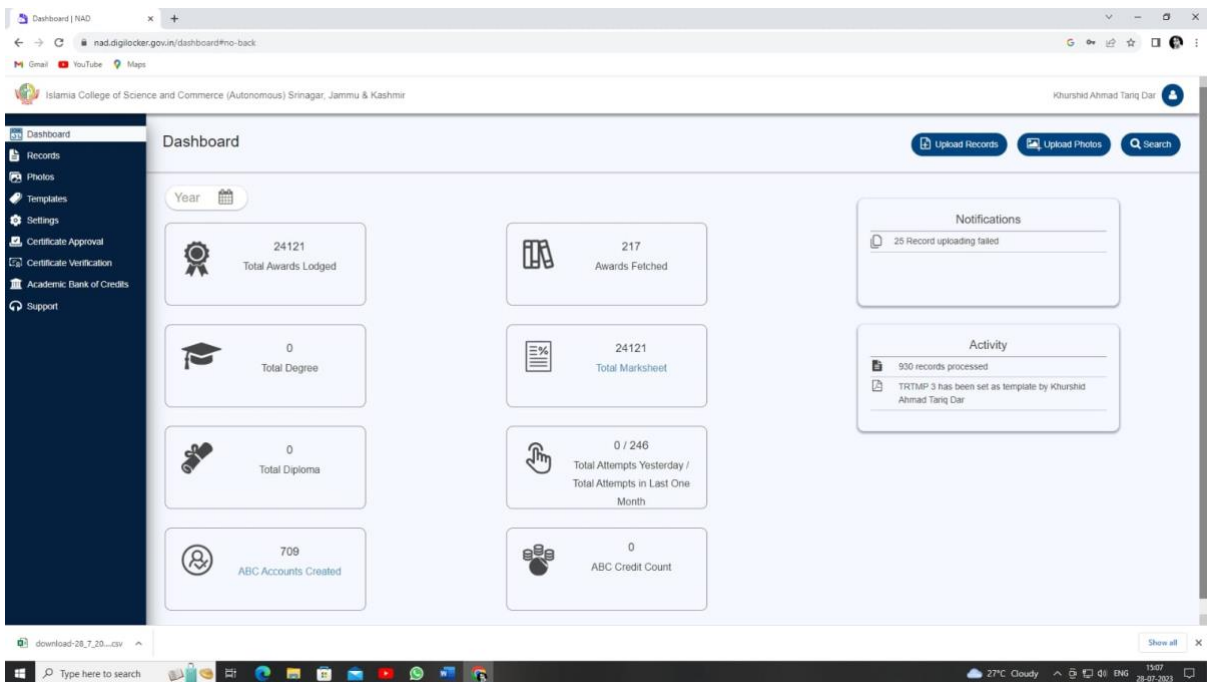 Dashboard | NAD
nad.digilocker.gov.in/dashboard#no-back
Gmail YouTube Maps
Islamia College of Science and Commerce (Autonomous) Srinagar, Jammu & Kashmir
Khurshid Ahmad Tariq Dar
Dashboard
Records
Photos
Templates
Settings
Certificate Approval
Certificate Verification
Academic Bank of Credits
Support
Dashboard
Upload Records
Upload Photos
Search
Year
24121
Total Awards Lodged
217
Awards Fetched
0
Total Degree
24121
Total Marksheet
0
Total Diploma
0 / 246
Total Attempts Yesterday /
Total Attempts in Last One
Month
709
ABC Accounts Created
0
ABC Credit Count
Notifications
25 Record uploading failed
Activity
930 records processed
TRTMP 3 has been set as template by Khurshid
Ahmad Tariq Dar
download-28_7_20....csv
Show all
Type here to search
27°C Cloudy
ENG
15:07
28-07-2023